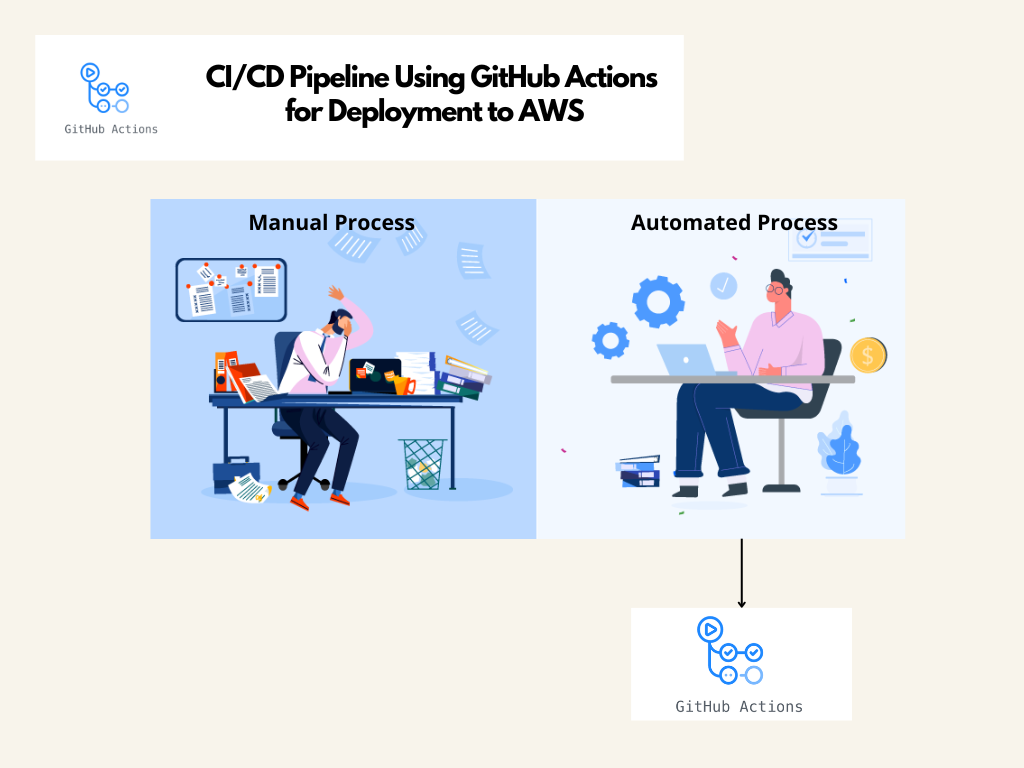 CI/CD Pipeline Using GitHub Actions
for Deployment to AWS
GitHub Actions
Manual Process
Automated Process
$
GitHub Actions